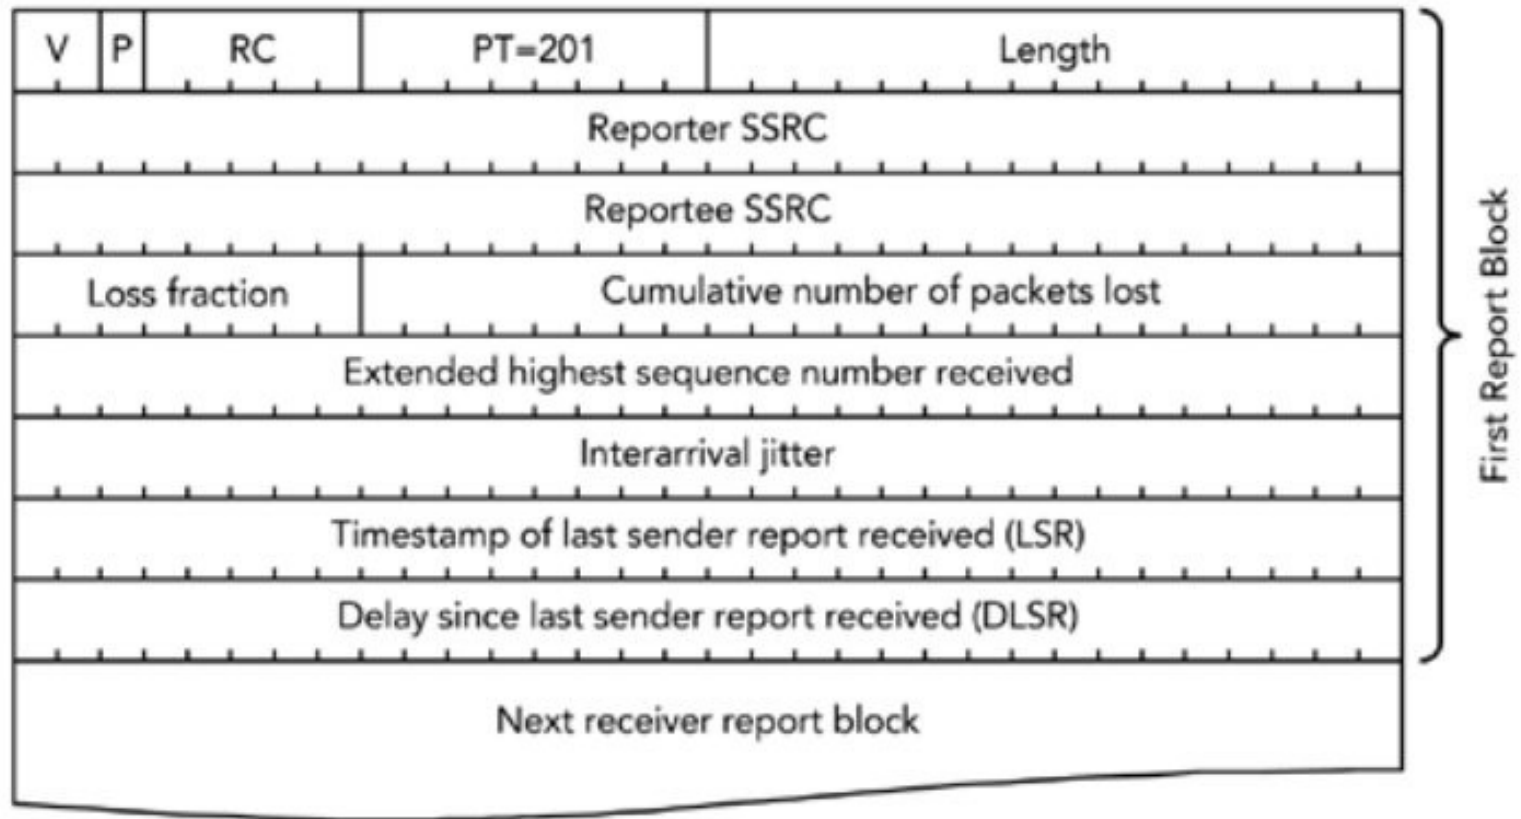 V P RC PT=201 Length
Reporter SSRC
Reportee SSRC
Loss fraction Cumulative number of packets lost
Extended highest sequence number received
Interarrival jitter
Timestamp of last sender report received (LSR)
Delay since last sender report received (DLSR)
Next receiver report block
First Report Block